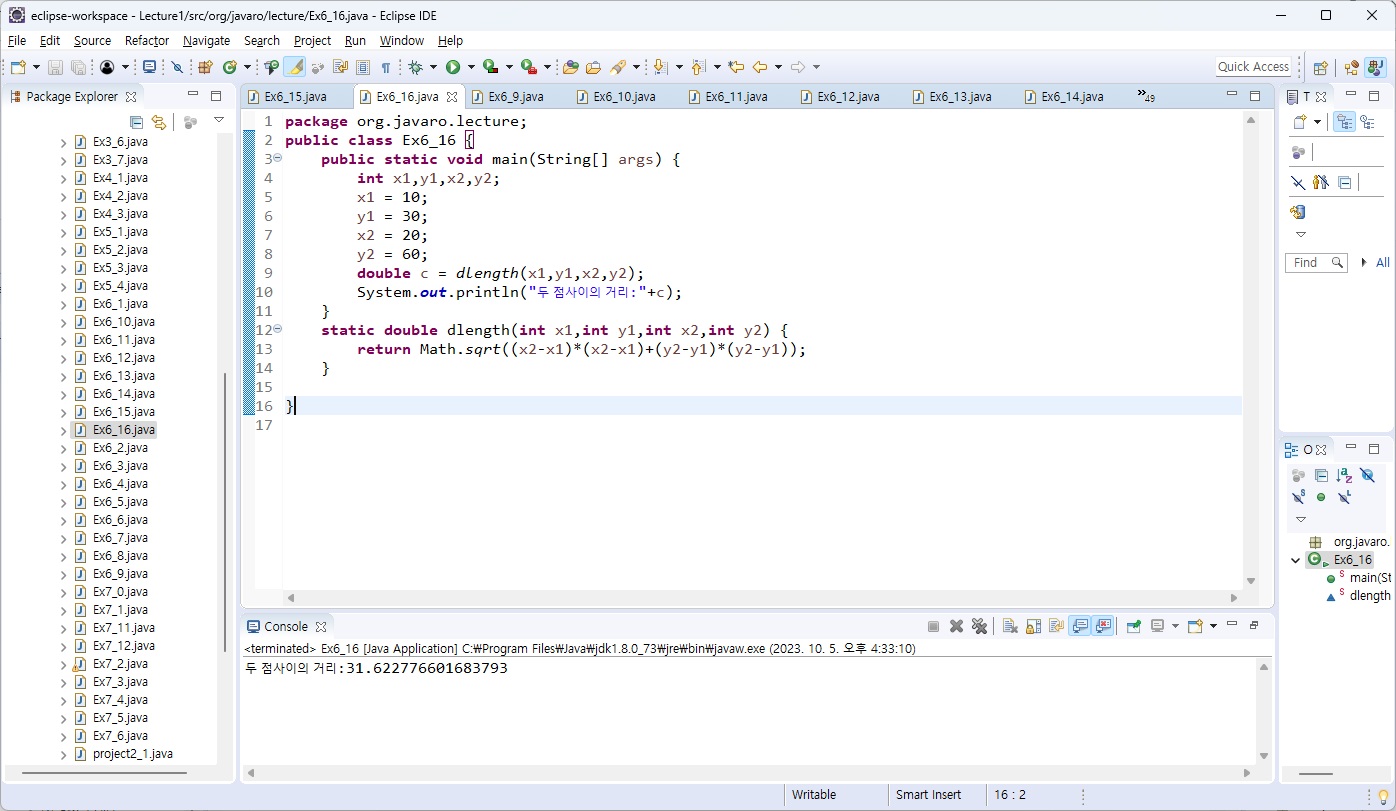 eclipse-workspace - Lecture1/src/org/javaro/lecture/Ex6_16.java - Eclipse IDE
File Edit Source Refactor Navigate Search Project Run Window Help
Quick Access
Package Explorer
Ex3_6.java
Ex3_7.java
Ex4_1.java
Ex4_2.java
Ex4_3.java
Ex5_1.java
Ex5_2.java
Ex5_3.java
Ex5_4.java
Ex6_1.java
Ex6_10.java
Ex6_11.java
Ex6_12.java
Ex6_13.java
Ex6_14.java
Ex6_15.java
Ex6_16.java
Ex6_2.java
Ex6_3.java
Ex6_4.java
Ex6_5.java
Ex6_6.java
Ex6_7.java
Ex6_8.java
Ex6_9.java
Ex7_0.java
Ex7_1.java
Ex7_11.java
Ex7_12.java
Ex7_2.java
Ex7_3.java
Ex7_4.java
Ex7_5.java
Ex7_6.java
project2_1.java
Ex6_15.java Ex6_16.java Ex6_9.java Ex6_10.java Ex6_11.java Ex6_12.java Ex6_13.java Ex6_14.java »49
1 package org.javaro.lecture;
2 public class Ex6_16 {
3 public static void main(String[] args) {
4 int x1,y1,x2,y2;
5 x1 = 10;
6 y1 = 30;
7 x2 = 20;
8 y2 = 60;
9 double c = dlength(x1,y1,x2,y2);
10 System.out.println("두 점사이의 거리:"+c);
11 }
12 static double dlength(int x1,int y1,int x2,int y2) {
13 return Math.sqrt((x2-x1)*(x2-x1)+(y2-y1)*(y2-y1));
14 }
15
16 }
17
Console
<terminated> Ex6_16 [Java Application] C:₩Program Files₩Java₩jdk1.8.0_73₩jre₩bin₩javaw.exe (2023. 10. 5. 오후 4:33:10)
두 점사이의 거리:31.622776601683793
T
Find All
O
org.javaro.
Ex6_16
main(St
dlength
Writable Smart Insert 16 : 2